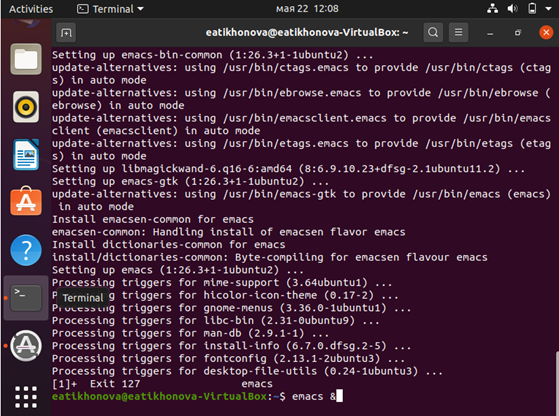 Activities
Terminal
мая 22 12:08
eatikhonova@eatikhonova-VirtualBox: ~
Setting up emacs-bin-common (1:26.3+1-1ubuntu2) ...
update-alternatives: using /usr/bin/ctags.emacs to provide /usr/bin/ctags (ctag
s) in auto mode
update-alternatives: using /usr/bin/ebrowse.emacs to provide /usr/bin/ebrowse (
ebrowse) in auto mode
update-alternatives: using /usr/bin/emacsclient.emacs to provide /usr/bin/emacs
client (emacsclient) in auto mode
update-alternatives: using /usr/bin/etags.emacs to provide /usr/bin/etags (etag
s) in auto mode
Setting up libmagickwand-6.q16-6:amd64 (8:6.9.10.23+dfsg-2.1ubuntu11.2) ...
Setting up emacs-gtk (1:26.3+1-1ubuntu2) ...
update-alternatives: using /usr/bin/emacs-gtk to provide /usr/bin/emacs (emacs)
in auto mode
Install emacsen-common for emacs
emacsen-common: Handling install of emacsen flavor emacs
Install dictionaries-common for emacs
install/dictionaries-common: Byte-compiling for emacsen flavour emacs
Setting up emacs (1:26.3+1-1ubuntu2) ...
Processing triggers for mime-support (3.64ubuntu1) ...
Terminal
ing triggers for hicolor-icon-theme (0.17-2) ...
Processing triggers for gnome-menus (3.36.0-1ubuntu1) ...
Processing triggers for libc-bin (2.31-0ubuntu9) ...
Processing triggers for man-db (2.9.1-1) ...
Processing triggers for install-info (6.7.0.dfsg.2-5) ...
Processing triggers for fontconfig (2.13.1-2ubuntu3) ...
Processing triggers for desktop-file-utils (0.24-1ubuntu3) ...
[1]+  Exit 127                emacs
eatikhonova@eatikhonova-VirtualBox:~$ emacs &